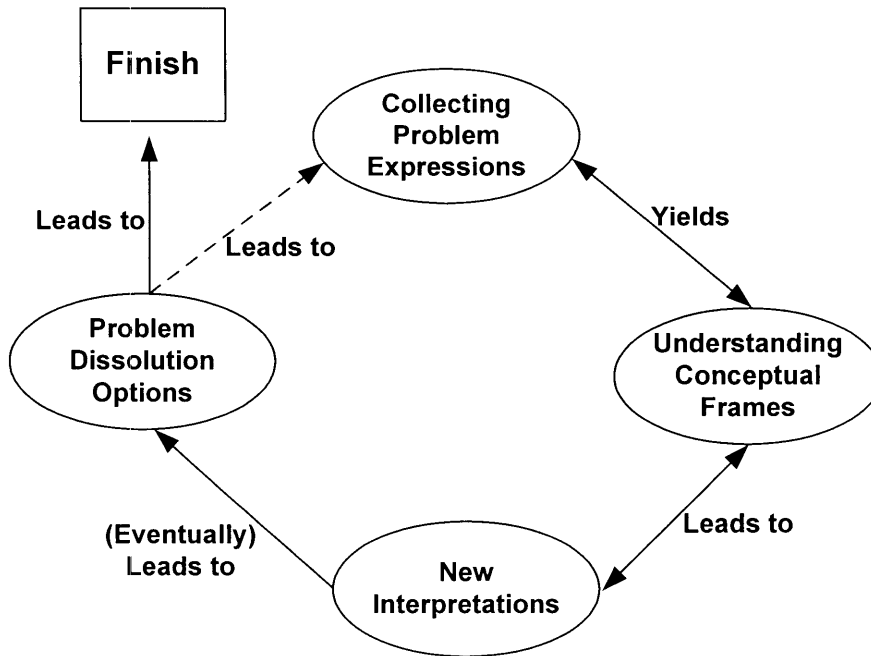 Finish
Collecting
Problem
Expressions
Leads to
Leads to
Yields
Problem
Dissolution
Options
Understanding
Conceptual
Frames
(Eventually)
Leads to
Leads to
New
Interpretations